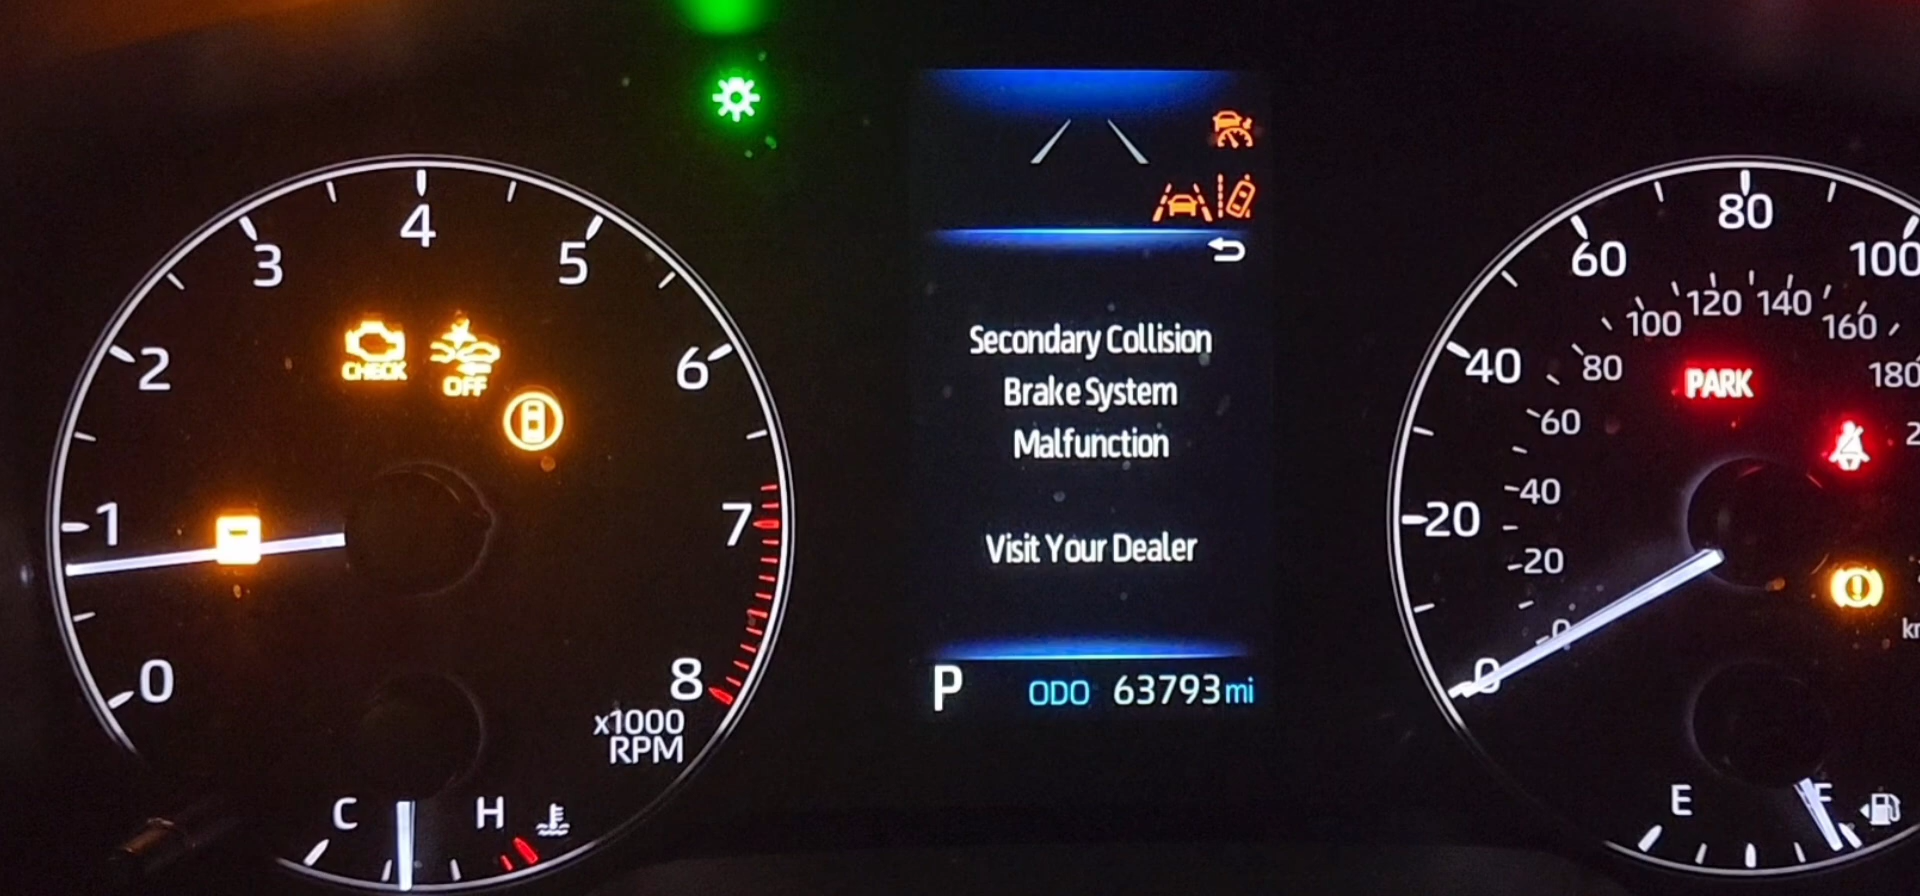 4
3
5
2
6
CHECK
OFF
1
7
0
8
x1000
RPM
C
H
Secondary Collision
Brake System
Malfunction
Visit Your Dealer
P
ODO 63793 mi
80
60
100
120
140
100
160
40
80
PARK
180
60
20
40
20
0
0
E
F